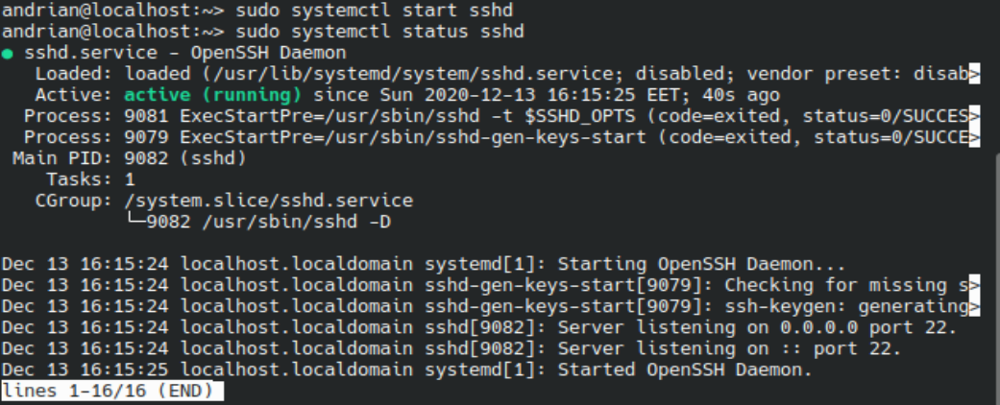 andrian@localhost:~> sudo systemctl start sshd
andrian@localhost:~> sudo systemctl status sshd
● sshd.service - OpenSSH Daemon
   Loaded: loaded (/usr/lib/systemd/system/sshd.service; disabled; vendor preset: disab>
   Active: active (running) since Sun 2020-12-13 16:15:25 EET; 40s ago
  Process: 9081 ExecStartPre=/usr/sbin/sshd -t $SSHD_OPTS (code=exited, status=0/SUCCES>
  Process: 9079 ExecStartPre=/usr/sbin/sshd-gen-keys-start (code=exited, status=0/SUCCE>
 Main PID: 9082 (sshd)
    Tasks: 1
   CGroup: /system.slice/sshd.service
           └─9082 /usr/sbin/sshd -D
Dec 13 16:15:24 localhost.localdomain systemd[1]: Starting OpenSSH Daemon...
Dec 13 16:15:24 localhost.localdomain sshd-gen-keys-start[9079]: Checking for missing s>
Dec 13 16:15:24 localhost.localdomain sshd-gen-keys-start[9079]: ssh-keygen: generating>
Dec 13 16:15:24 localhost.localdomain sshd[9082]: Server listening on 0.0.0.0 port 22.
Dec 13 16:15:24 localhost.localdomain sshd[9082]: Server listening on :: port 22.
Dec 13 16:15:25 localhost.localdomain systemd[1]: Started OpenSSH Daemon.
lines 1-16/16 (END)